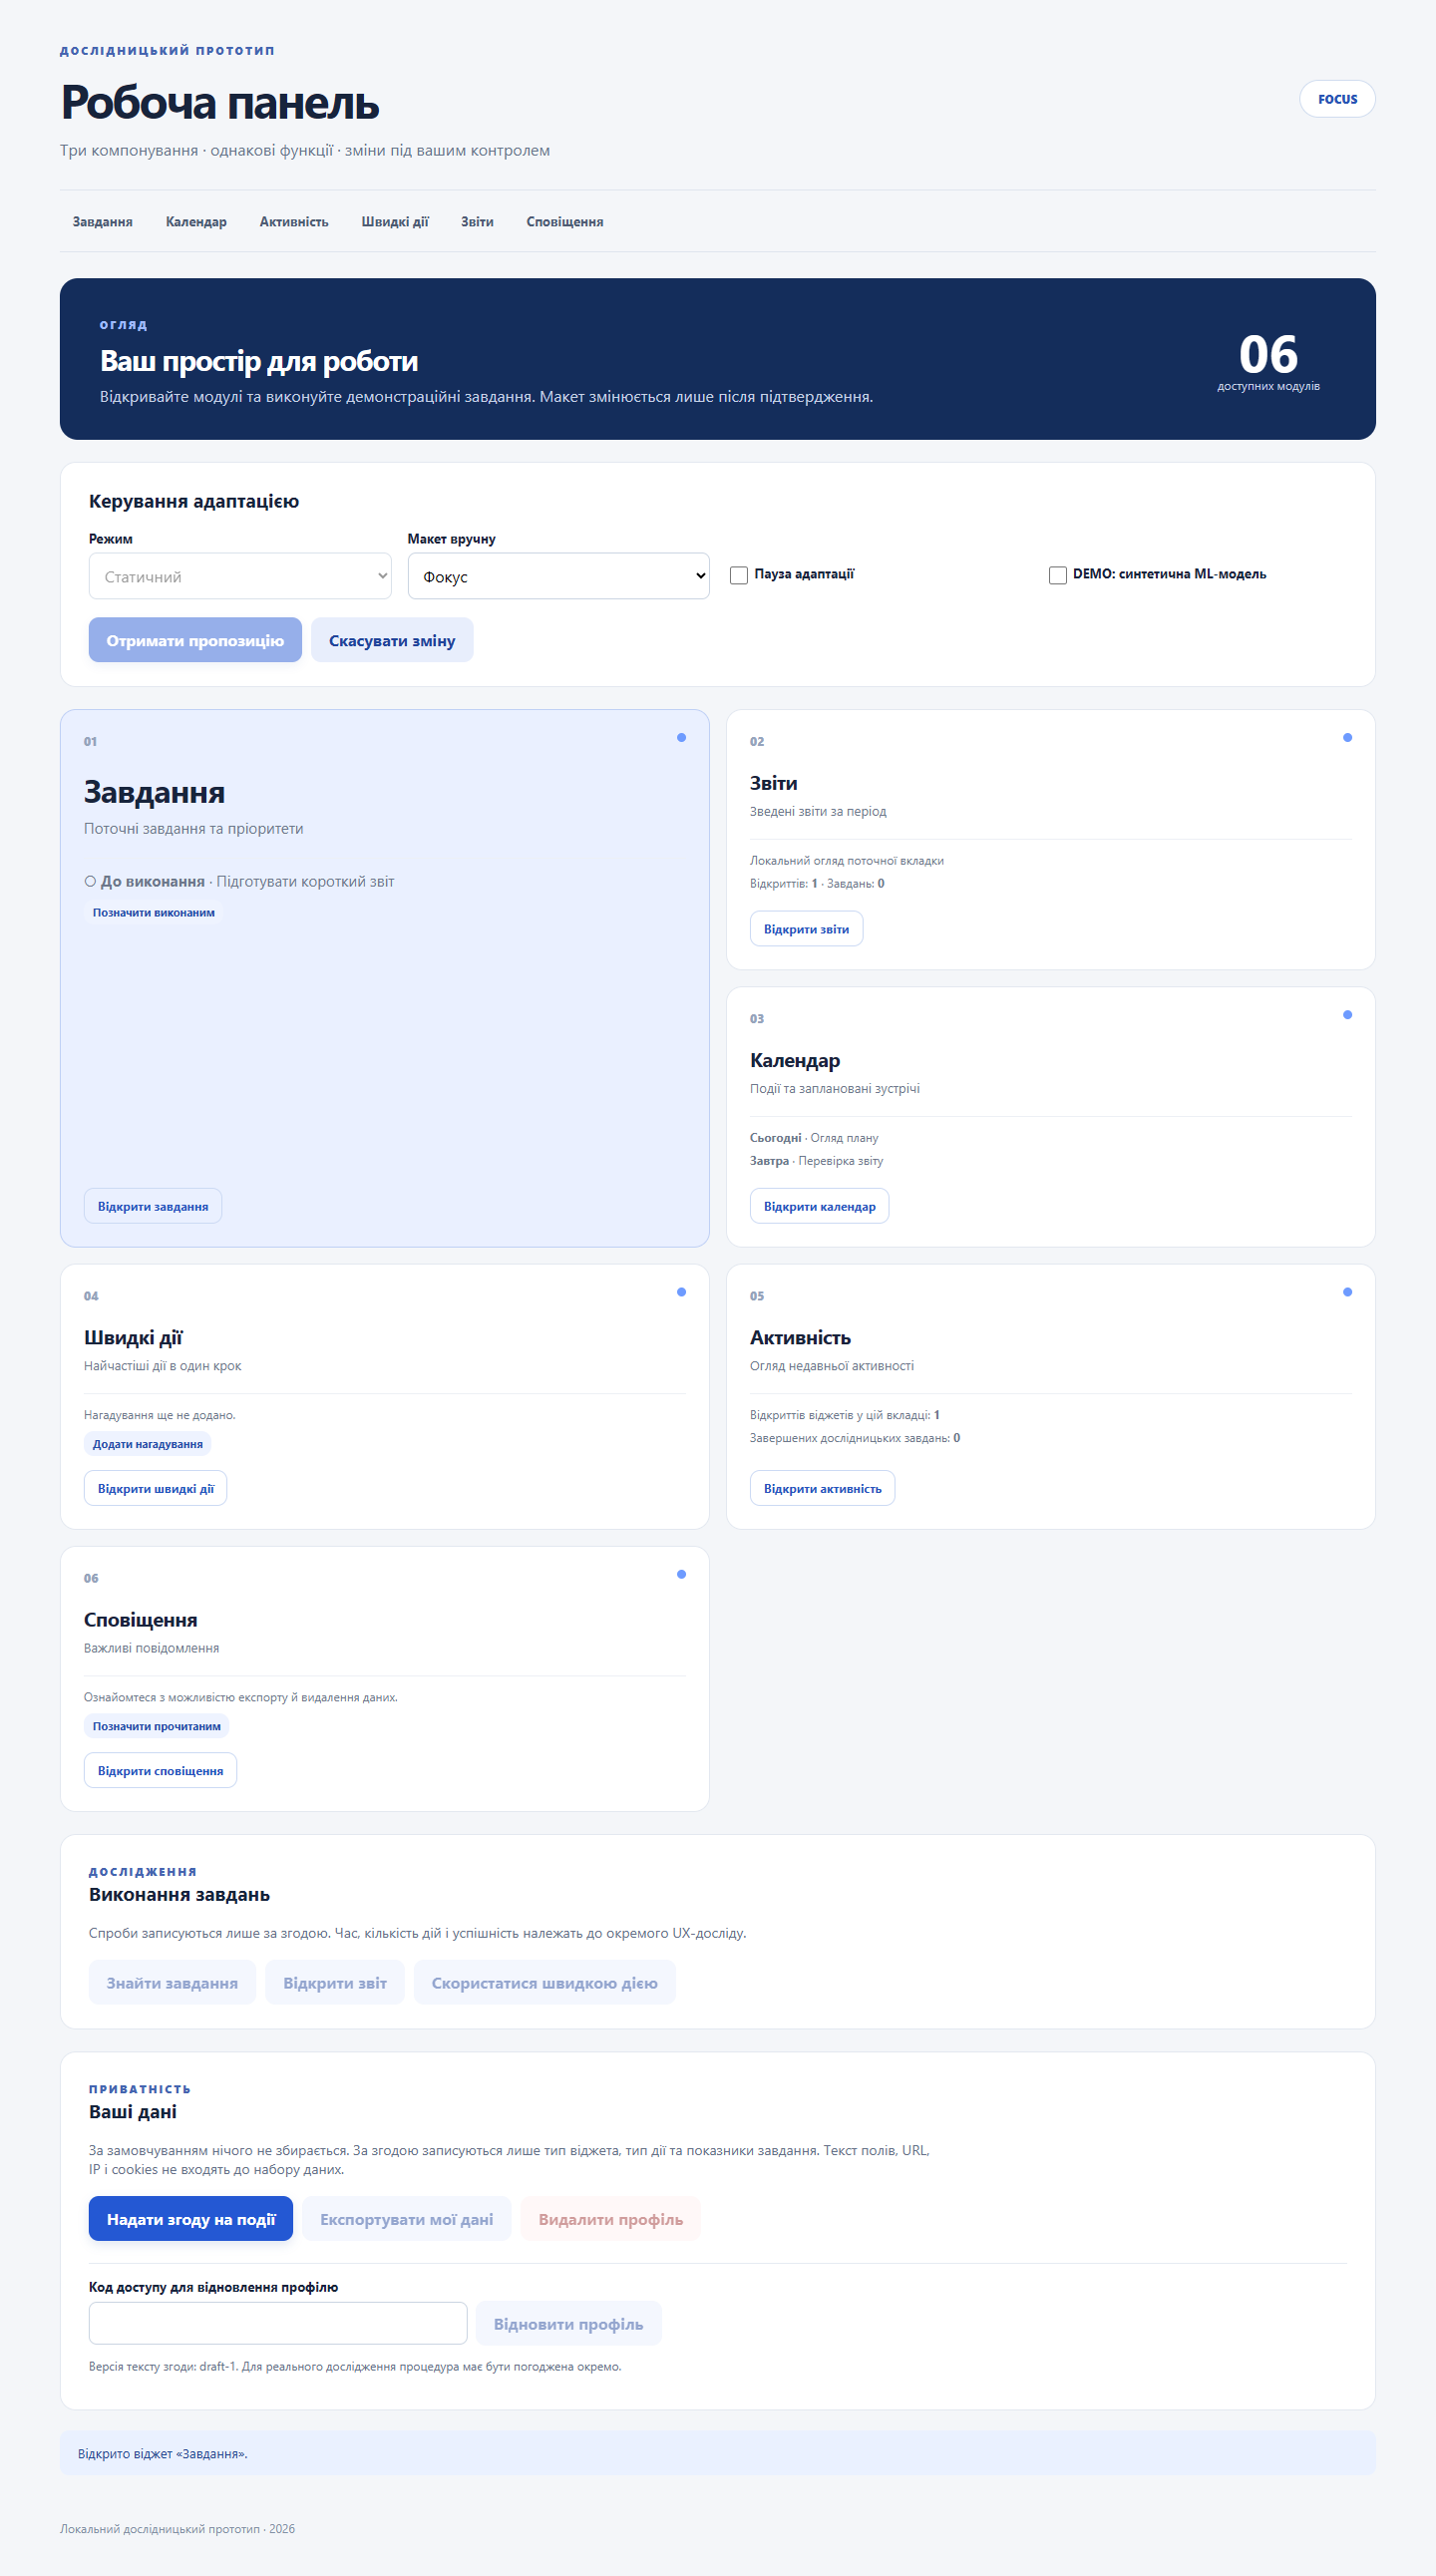 ДОСЛІДНИЦЬКИЙ ПРОТОТИП
Робоча панель
FOCUS
Три компонування · однакові функції · зміни під вашим контролем
Завдання Календар Активність Швидкі дії Звіти Сповіщення
ОГЛЯД
Ваш простір для роботи
Відкривайте модулі та виконуйте демонстраційні завдання. Макет змінюється лише після підтвердження.
06
доступних модулів
Керування адаптацією
Режим
Статичний
Макет вручну
Фокус
Пауза адаптації
DEMO: синтетична ML-модель
Отримати пропозицію
Скасувати зміну
01
Завдання
Поточні завдання та пріоритети
До виконання · Підготувати короткий звіт
Позначити виконаним
Відкрити завдання
02
Звіти
Зведені звіти за період
Локальний огляд поточної вкладки
Відкриттів: 1 · Завдань: 0
Відкрити звіти
03
Календар
Події та заплановані зустрічі
Сьогодні · Огляд плану
Завтра · Перевірка звіту
Відкрити календар
04
Швидкі дії
Найчастіші дії в один крок
Нагадування ще не додано.
Додати нагадування
Відкрити швидкі дії
05
Активність
Огляд недавньої активності
Відкриттів віджетів у цій вкладці: 1
Завершених дослідницьких завдань: 0
Відкрити активність
06
Сповіщення
Важливі повідомлення
Ознайомтеся з можливістю експорту й видалення даних.
Позначити прочитаним
Відкрити сповіщення
ДОСЛІДЖЕННЯ
Виконання завдань
Спроби записуються лише за згодою. Час, кількість дій і успішність належать до окремого UX-досліду.
Знайти завдання
Відкрити звіт
Скористатися швидкою дією
ПРИВАТНІСТЬ
Ваші дані
За замовчуванням нічого не збирається. За згодою записуються лише тип віджета, тип дії та показники завдання. Текст полів, URL,
IP і cookies не входять до набору даних.
Надати згоду на події
Експортувати мої дані
Видалити профіль
Код доступу для відновлення профілю
Відновити профіль
Версія тексту згоди: draft-1. Для реального дослідження процедура має бути погоджена окремо.
Відкрито віджет «Завдання».
Локальний дослідницький прототип · 2026